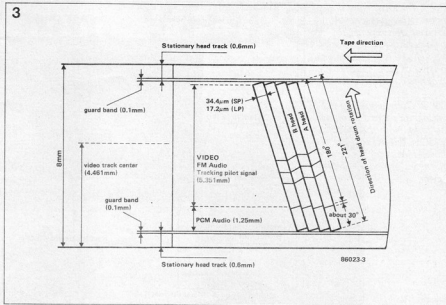 3
Stationary head track (0.6mm)
Tape direction
guard band (0.1mm)
34.4µm (SP)
17.2µm (LP)
B head
A head
180°
221°
Direction of head drum rotation
8mm
video track center
(4.461mm)
VIDEO
FM Audio
Tracking pilot signal
(5.351mm)
guard band
(0.1mm)
PCM Audio (1,25mm)
about 30°
86023-3
Stationary head track (0.6mm)